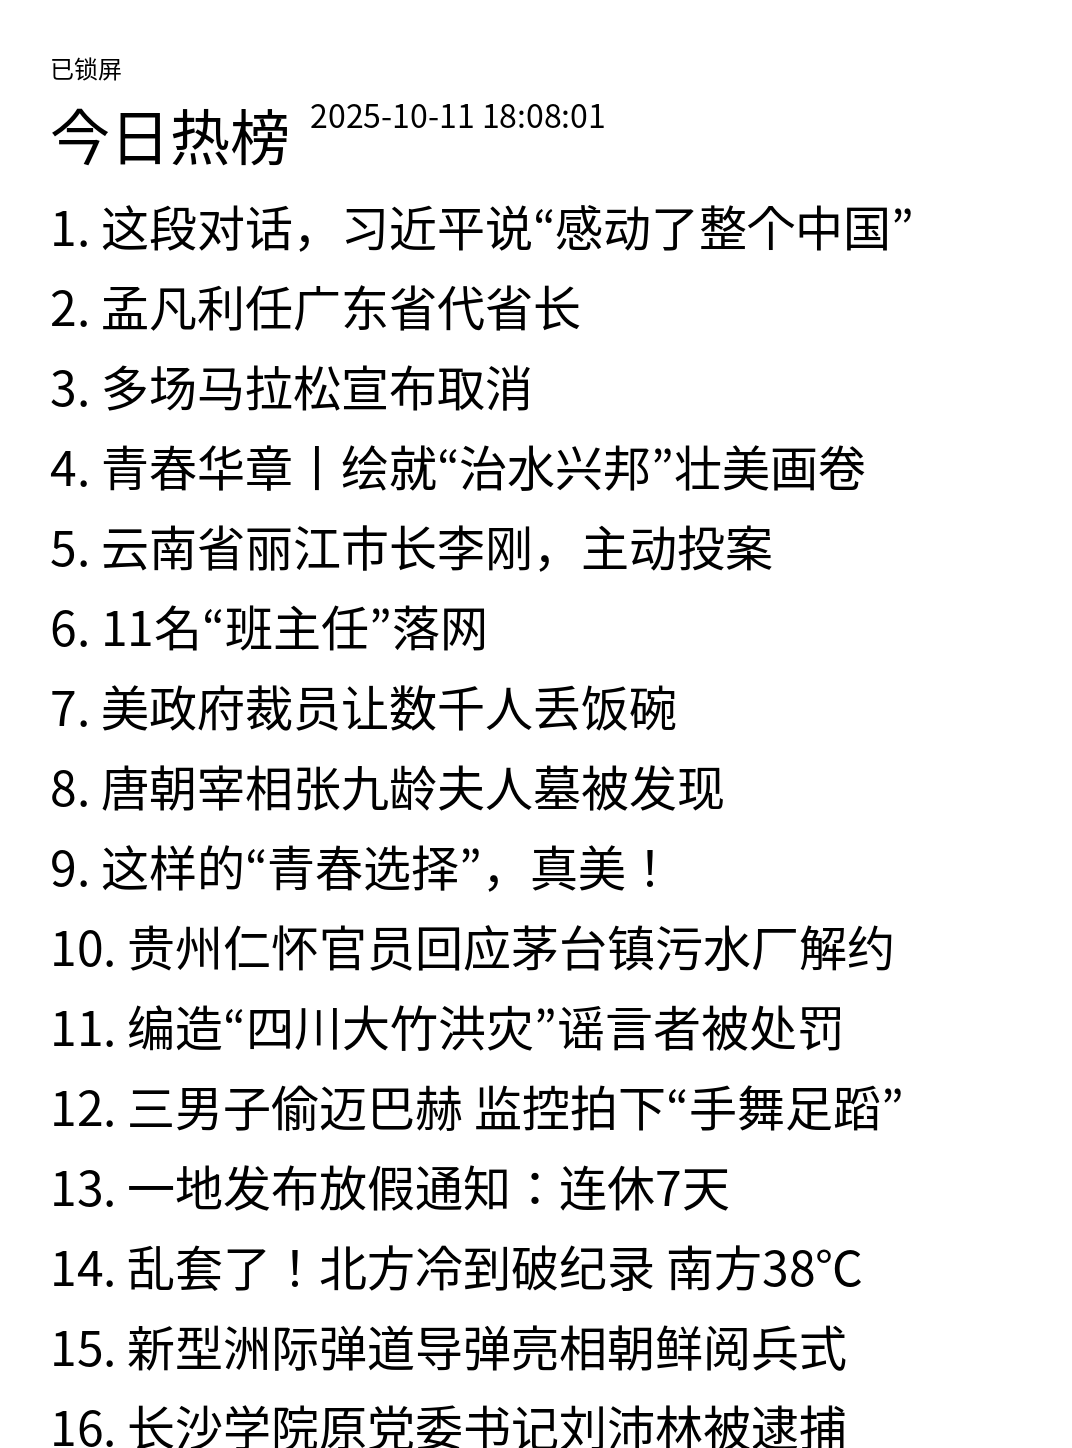 已锁屏
今日热榜 2025-10-11 18:08:01
1. 这段对话，习近平说“感动了整个中国”
2. 孟凡利任广东省代省长
3. 多场马拉松宣布取消
4. 青春华章丨绘就“治水兴邦”壮美画卷
5. 云南省丽江市长李刚，主动投案
6. 11名“班主任”落网
7. 美政府裁员让数千人丢饭碗
8. 唐朝宰相张九龄夫人墓被发现
9. 这样的“青春选择”，真美！
10. 贵州仁怀官员回应茅台镇污水厂解约
11. 编造“四川大竹洪灾”谣言者被处罚
12. 三男子偷迈巴赫 监控拍下“手舞足蹈”
13. 一地发布放假通知：连休7天
14. 乱套了！北方冷到破纪录 南方38℃
15. 新型洲际弹道导弹亮相朝鲜阅兵式
16. 长沙学院原党委书记刘沛林被逮捕